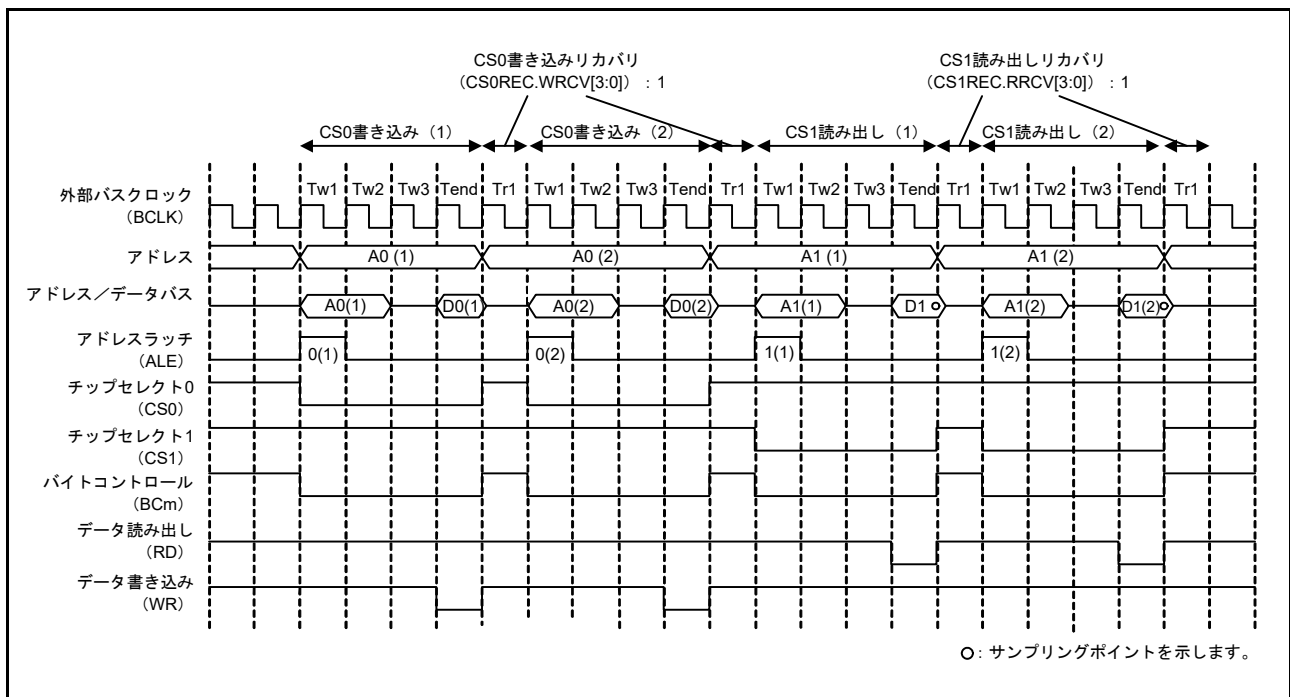 CS0書き込みリカバリ
（CS0REC.WRCV[3:0]）：1
CS1読み出しリカバリ
（CS1REC.RRCV[3:0]）：1
CS0書き込み（1） CS0書き込み（2） CS1読み出し（1） CS1読み出し（2）
Tw1 Tw2 Tw3 Tend Tr1 Tw1 Tw2 Tw3 Tend Tr1 Tw1 Tw2 Tw3 Tend Tr1 Tw1 Tw2 Tw3 Tend Tr1
外部バスクロック
（BCLK）
アドレス A0 (1) A0 (2) A1 (1) A1 (2)
アドレス／データバス A0(1) D0(1) A0(2) D0(2) A1(1) D1 A1(2) D1(2)
アドレスラッチ
（ALE） 0(1) 0(2) 1(1) 1(2)
チップセレクト0
（CS0）
チップセレクト1
（CS1）
バイトコントロール
（BCm）
データ読み出し
（RD）
データ書き込み
（WR）
：サンプリングポイントを示します。